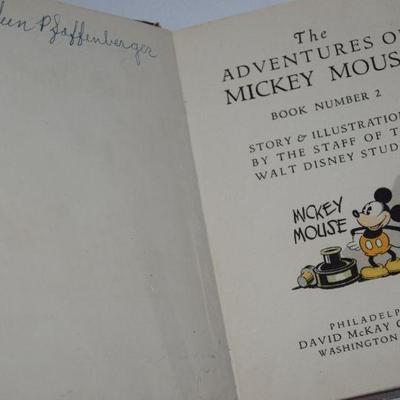 een Pfaffenberger
The
ADVENTURES OF
MICKEY MOUSE
BOOK NUMBER 2
STORY & ILLUSTRATION
BY THE STAFF OF T
WALT DISNEY STUD
MICKEY
MOUSE
PHILADELP
DAVID McKAY C
WASHINGTON